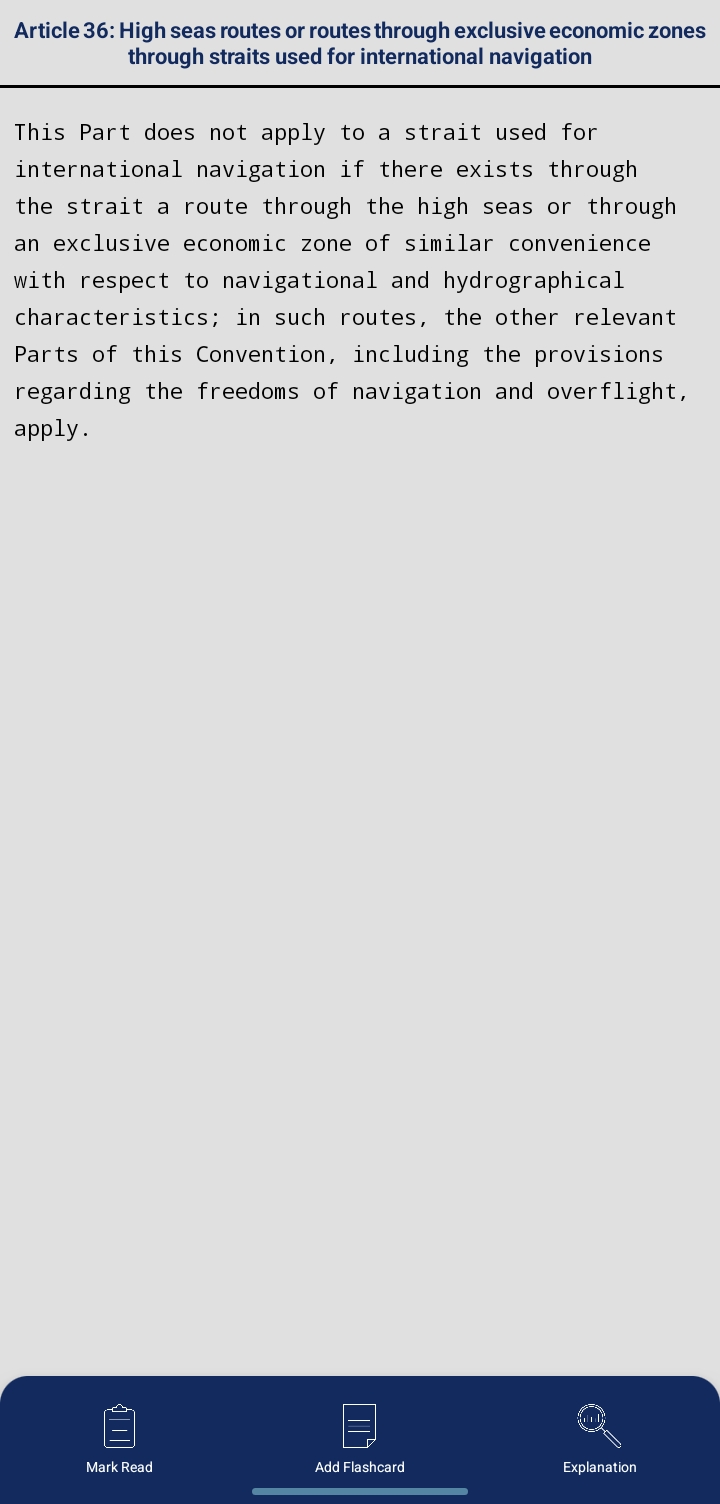 Article 36: High seas routes or routes through exclusive economic zones
through straits used for international navigation
This Part does not apply to a strait used for
international navigation if there exists through
the strait a route through the high seas or through
an exclusive economic zone of similar convenience
with respect to navigational and hydrographical
characteristics; in such routes, the other relevant
Parts of this Convention, including the provisions
regarding the freedoms of navigation and overflight,
apply.
Mark Read
Add Flashcard
Explanation